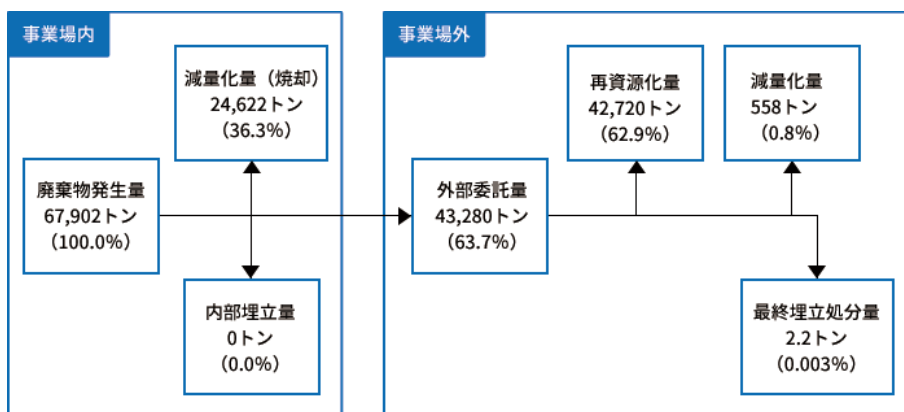 事業場内
減量化量（焼却）
24,622トン
（36.3%）
廃棄物発生量
67,902トン
（100.0%）
内部埋立量
0トン
（0.0%）
事業場外
再資源化量
42,720トン
（62.9%）
減量化量
558トン
（0.8%）
外部委託量
43,280トン
（63.7%）
最終埋立処分量
2.2トン
（0.003%）